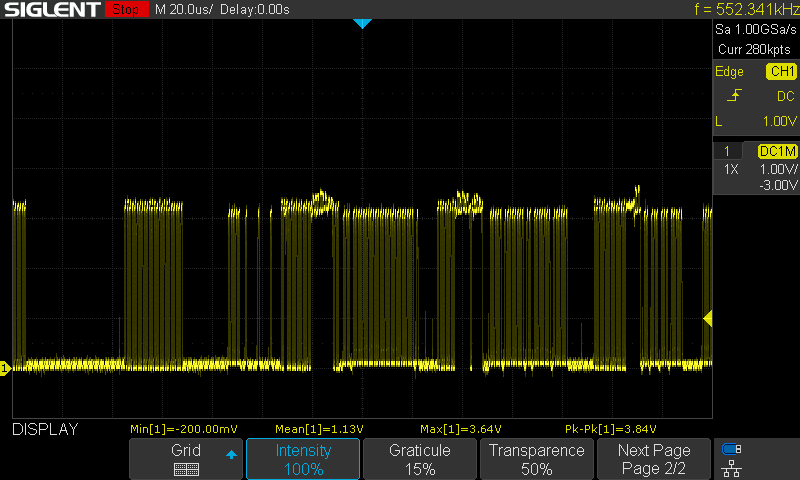 SIGLENT Stop M 20.0us/ Delay:0.00s f = 552.341kHz
Sa 1.00GSa/s
Curr 280kpts
Edge CH1
DC
L 1.00V
1 DC1M
1X 1.00V/
-3.00V
1
DISPLAY Min[1]=-200.00mV Mean[1]=1.13V Max[1]=3.64V Pk-Pk[1]=3.84V
Grid Intensity Graticule Transparence Next Page
100% 15% 50% Page 2/2